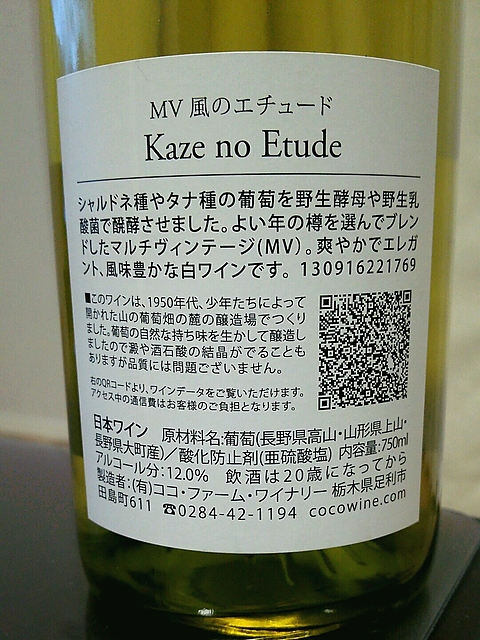 MV 風のエチュード
Kaze no Etude
シャルドネ種やタナ種の葡萄を野生酵母や野生乳
酸菌で醗酵させました。よい年の樽を選んでブレン
ドしたマルチヴィンテージ(MV)。爽やかでエレガ
ント、風味豊かな白ワインです。 130916221769
■このワインは、1950年代、少年たちによって
開かれた山の葡萄畑の麓の醸造場でつくり
ました。葡萄の自然な持ち味を生かして醸造し
ましたので澱や酒石酸の結晶がでることも
ありますが品質には問題ございません。
右のQRコードより、ワインデータをご覧いただけます。
アクセス中の通信費はお客様のご負担となります。
日本ワイン 原材料名:葡萄(長野県高山・山形県上山・
長野県大町産)／酸化防止剤(亜硫酸塩) 内容量:750ml
アルコール分:12.0% 飲酒は20歳になってから
製造者:(有)ココ・ファーム・ワイナリー 栃木県足利市
田島町611 ☎0284-42-1194 cocowine.com